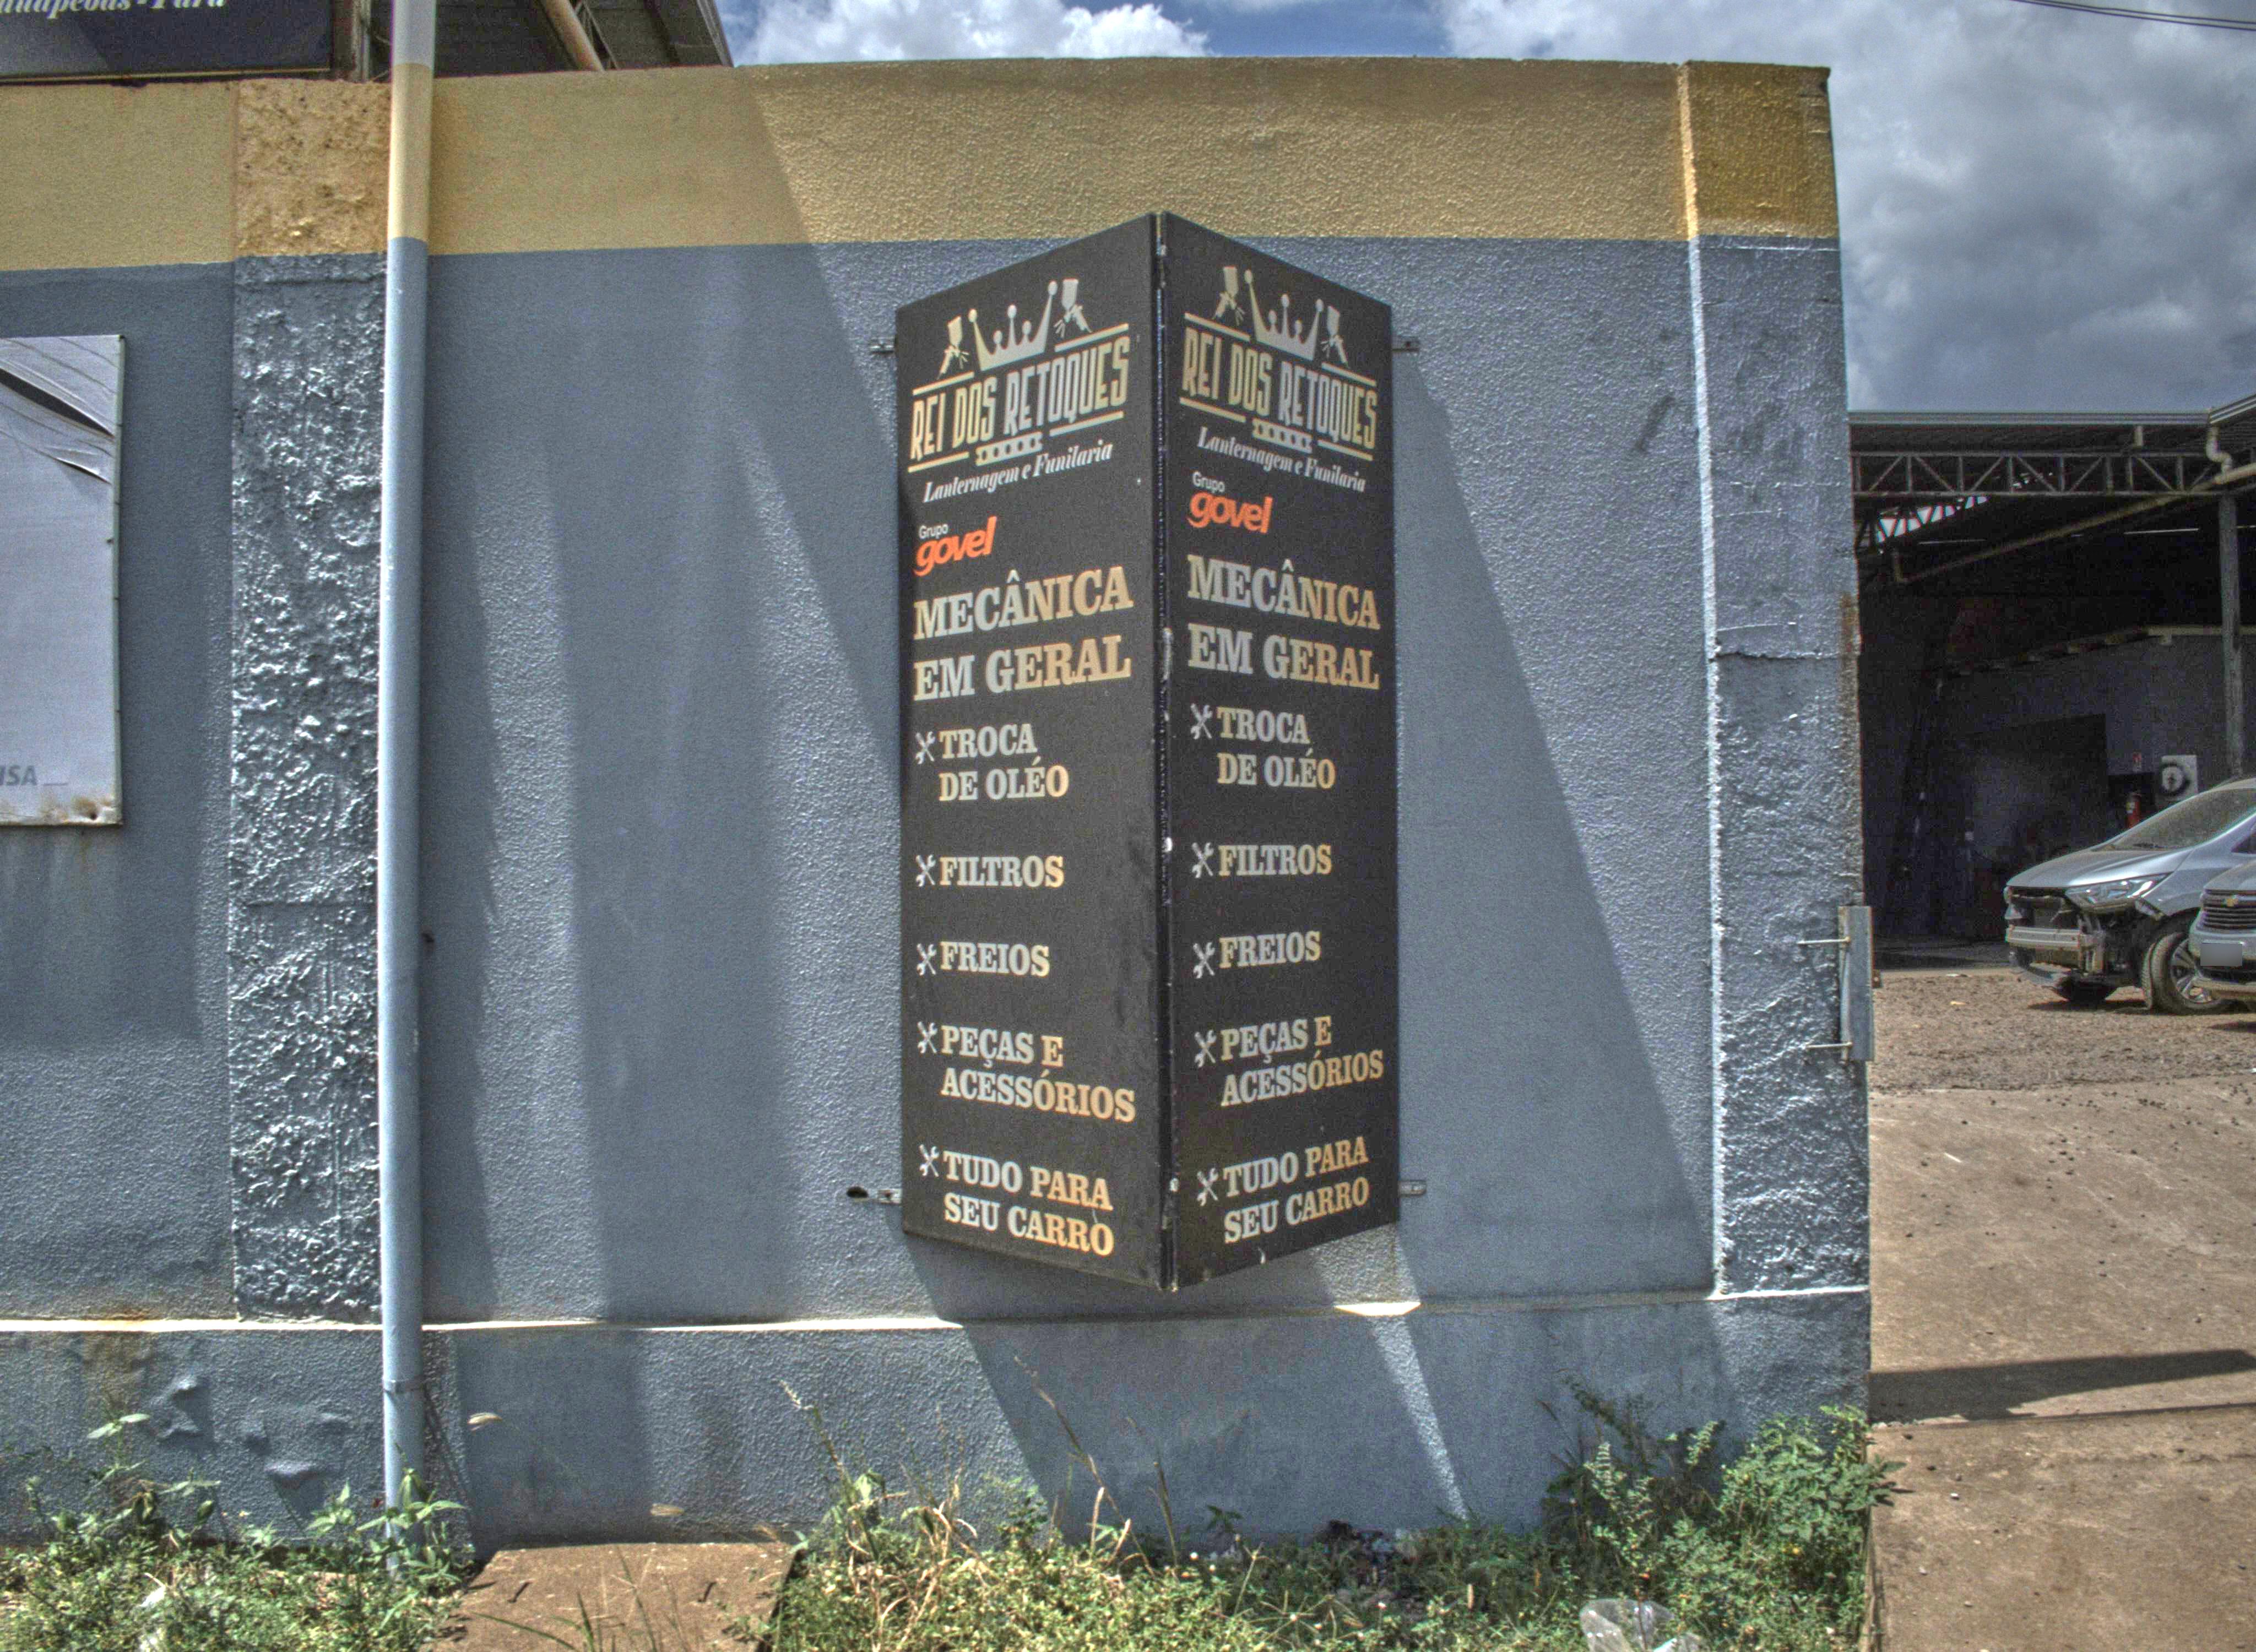 auapebas - Pará
REI DOS RETOQUES
Lanternagem e Funilaria
Grupo
govel
MECÂNICA
EM GERAL
TROCA
DE OLÉO
FILTROS
FREIOS
PEÇAS E
ACESSÓRIOS
TUDO PARA
SEU CARRO
REI DOS RETOQUES
Lanternagem e Funilaria
Grupo
govel
MECÂNICA
EM GERAL
TROCA
DE OLÉO
FILTROS
FREIOS
PEÇAS E
ACESSÓRIOS
TUDO PARA
SEU CARRO